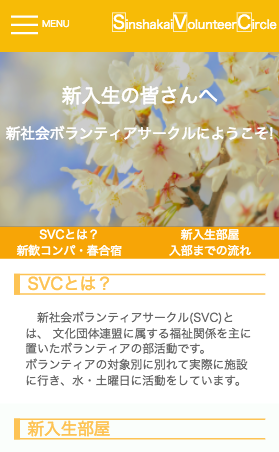 MENU
SinshakaiVolunteerCircle
新入生の皆さんへ
新社会ボランティアサークルにようこそ!
SVCとは？
新入生部屋
新歓コンパ・春合宿
入部までの流れ
SVCとは？
新社会ボランティアサークル(SVC)と
は、 文化団体連盟に属する福祉関係を主に
置いたボランティアの部活動です。
ボランティアの対象別に別れて実際に施設
に行き、水・土曜日に活動をしています。
新入生部屋